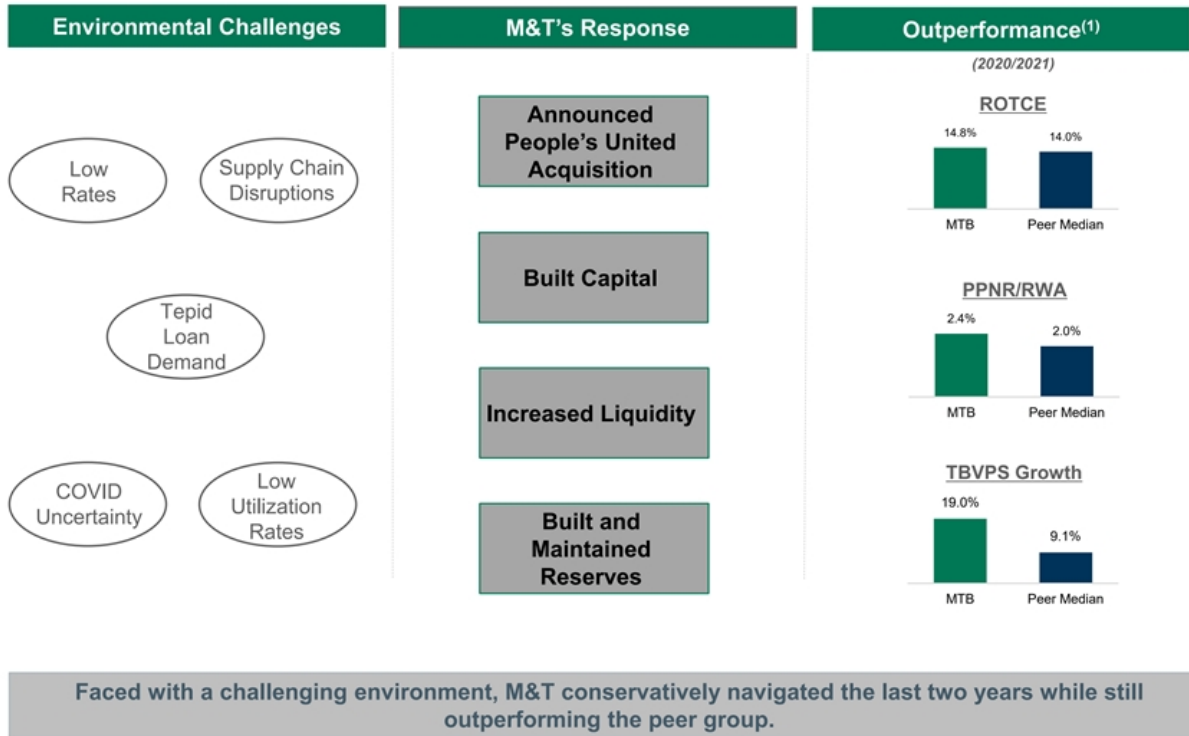 Environmental Challenges
M&T's Response
Outperformance(1)
(2020/2021)
Low
Rates
Supply Chain
Disruptions
Tepid
Loan
Demand
COVID
Uncertainty
Low
Utilization
Rates
Announced
People's United
Acquisition
Built Capital
Increased Liquidity
Built and
Maintained
Reserves
ROTCE
14.8%
14.0%
MTB
Peer Median
PPNR/RWA
2.4%
2.0%
MTB
Peer Median
TBVPS Growth
19.0%
9.1%
MTB
Peer Median
Faced with a challenging environment, M&T conservatively navigated the last two years while still
outperforming the peer group.